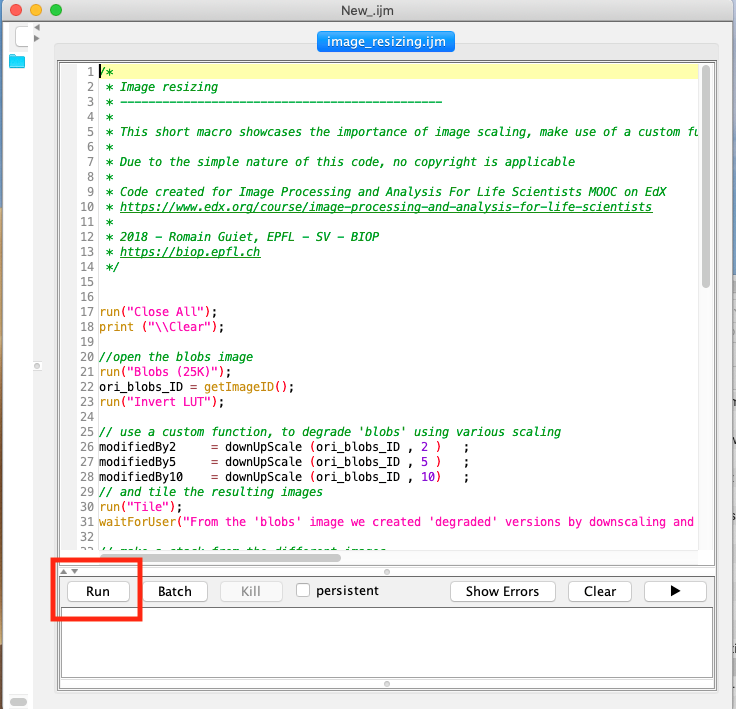 New_.ijm
image_resizing.ijm
1 /*
2 * Image resizing
3 * ----------------------------------------------
4 *
5 * This short macro showcases the importance of image scaling, make use of a custom fu
6 *
7 * Due to the simple nature of this code, no copyright is applicable
8 *
9 * Code created for Image Processing and Analysis For Life Scientists MOOC on EdX
10 * https://www.edx.org/course/image-processing-and-analysis-for-life-scientists
11 *
12 * 2018 - Romain Guiet, EPFL - SV - BIOP
13 * https://biop.epfl.ch
14 */
15
16
17 run("Close All");
18 print ("\\Clear");
19
20 //open the blobs image
21 run("Blobs (25K)");
22 ori_blobs_ID = getImageID();
23 run("Invert LUT");
24
25 // use a custom function, to degrade 'blobs' using various scaling
26 modifiedBy2 = downUpScale (ori_blobs_ID , 2 ) ;
27 modifiedBy5 = downUpScale (ori_blobs_ID , 5 ) ;
28 modifiedBy10 = downUpScale (ori_blobs_ID , 10) ;
29 // and tile the resulting images
30 run("Tile");
31 waitForUser("From the 'blobs' image we created 'degraded' versions by downscaling and
32
33 // make a stack from the different images
Run Batch Kill persistent Show Errors Clear